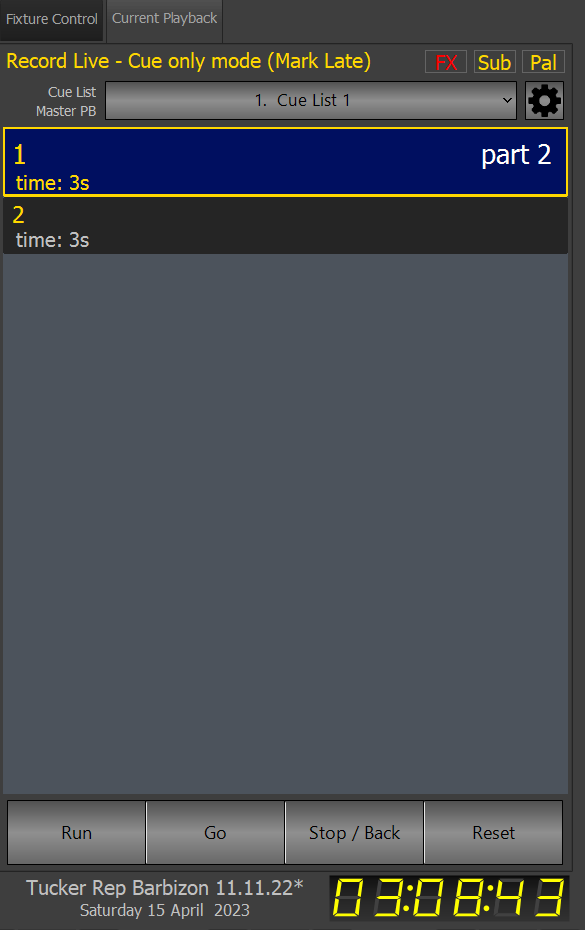 Fixture Control
Current Playback
Record Live - Cue only mode (Mark Late)
FX
Sub
Pal
Cue List
Master PB
1.  Cue List 1
1
part 2
time: 3s
2
time: 3s
Run
Go
Stop / Back
Reset
Tucker Rep Barbizon 11.11.22*
Saturday 15 April  2023
03:08:43